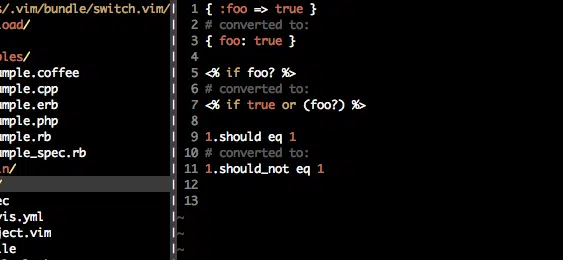 s/.vim/bundle/switch.vim/
load/
ples/
mple.coffee
mple.cpp
mple.erb
mple.php
mple.rb
mple_spec.rb
in/
/
ec
vis.yml
ject.vim
ile
1 { :foo => true }
2 # converted to:
3 { foo: true }
4
5 <% if foo? %>
6 # converted to:
7 <% if true or (foo?) %>
8
9 1.should eq 1
10 # converted to:
11 1.should_not eq 1
12
13
~
~
~